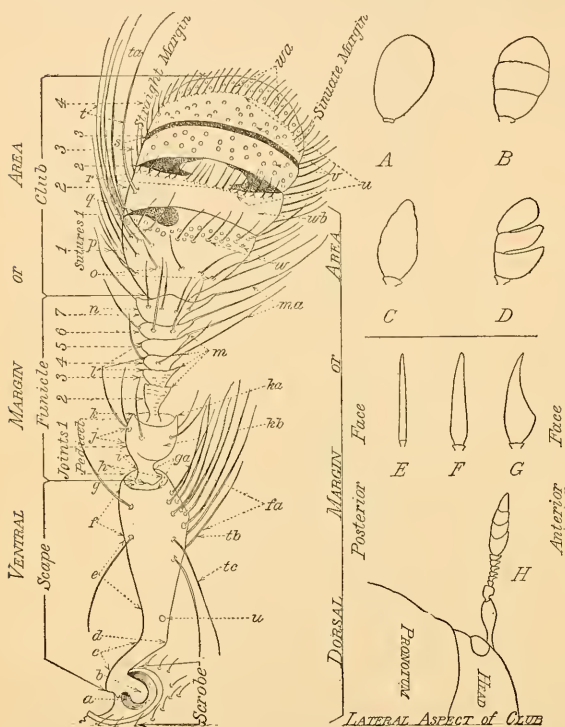 ta
wa
Straight Margin
Sinuate Margin
t
s
r
q
p
o
4
3
3
2
2
1
1
Sutures
v
u
wb
w
n
ma
7
6
5
4
3
2
l
m
k
ka
j
kb
i
ga
h
g
Joints 1
Pedicel
f
fa
tb
tc
e
u
d
c
b
a
Scrobe
AREA
or
MARGIN
VENTRAL
Club
Funicle
Scape
AREA
or
MARGIN
DORSAL
A
B
C
D
E
F
G
H
Face
Posterior
Face
Anterior
PRONOTUM
HEAD
LATERAL ASPECT OF CLUB